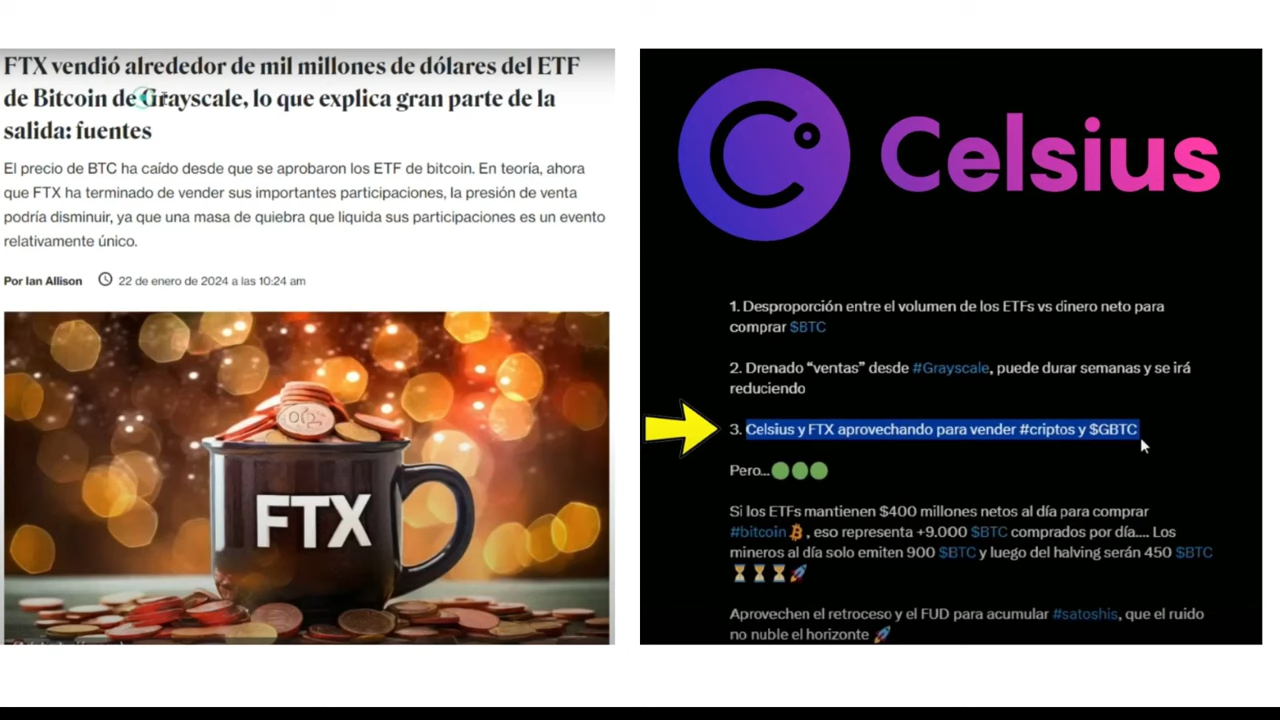 FTX vendió alrededor de mil millones de dólares del ETF
de Bitcoin de Grayscale, lo que explica gran parte de la
salida: fuentes
El precio de BTC ha caído desde que se aprobaron los ETF de bitcoin. En teoría, ahora
que FTX ha terminado de vender sus importantes participaciones, la presión de venta
podría disminuir, ya que una masa de quiebra que liquida sus participaciones es un evento
relativamente único.
Por Ian Allison 22 de enero de 2024 a las 10:24 am
FTX
Celsius
1. Desproporción entre el volumen de los ETFs vs dinero neto para
comprar $BTC
2. Drenado “ventas” desde #Grayscale, puede durar semanas y se irá
reduciendo
3. Celsius y FTX aprovechando para vender #criptos y $GBTC
Pero...🟢🟢🟢
Si los ETFs mantienen $400 millones netos al día para comprar
#bitcoin ₿, eso representa +9.000 $BTC comprados por día.... Los
mineros al día solo emiten 900 $BTC y luego del halving serán 450 $BTC
⏳⏳⏳🚀
Aprovechen el retroceso y el FUD para acumular #satoshis, que el ruido
no nuble el horizonte 🚀